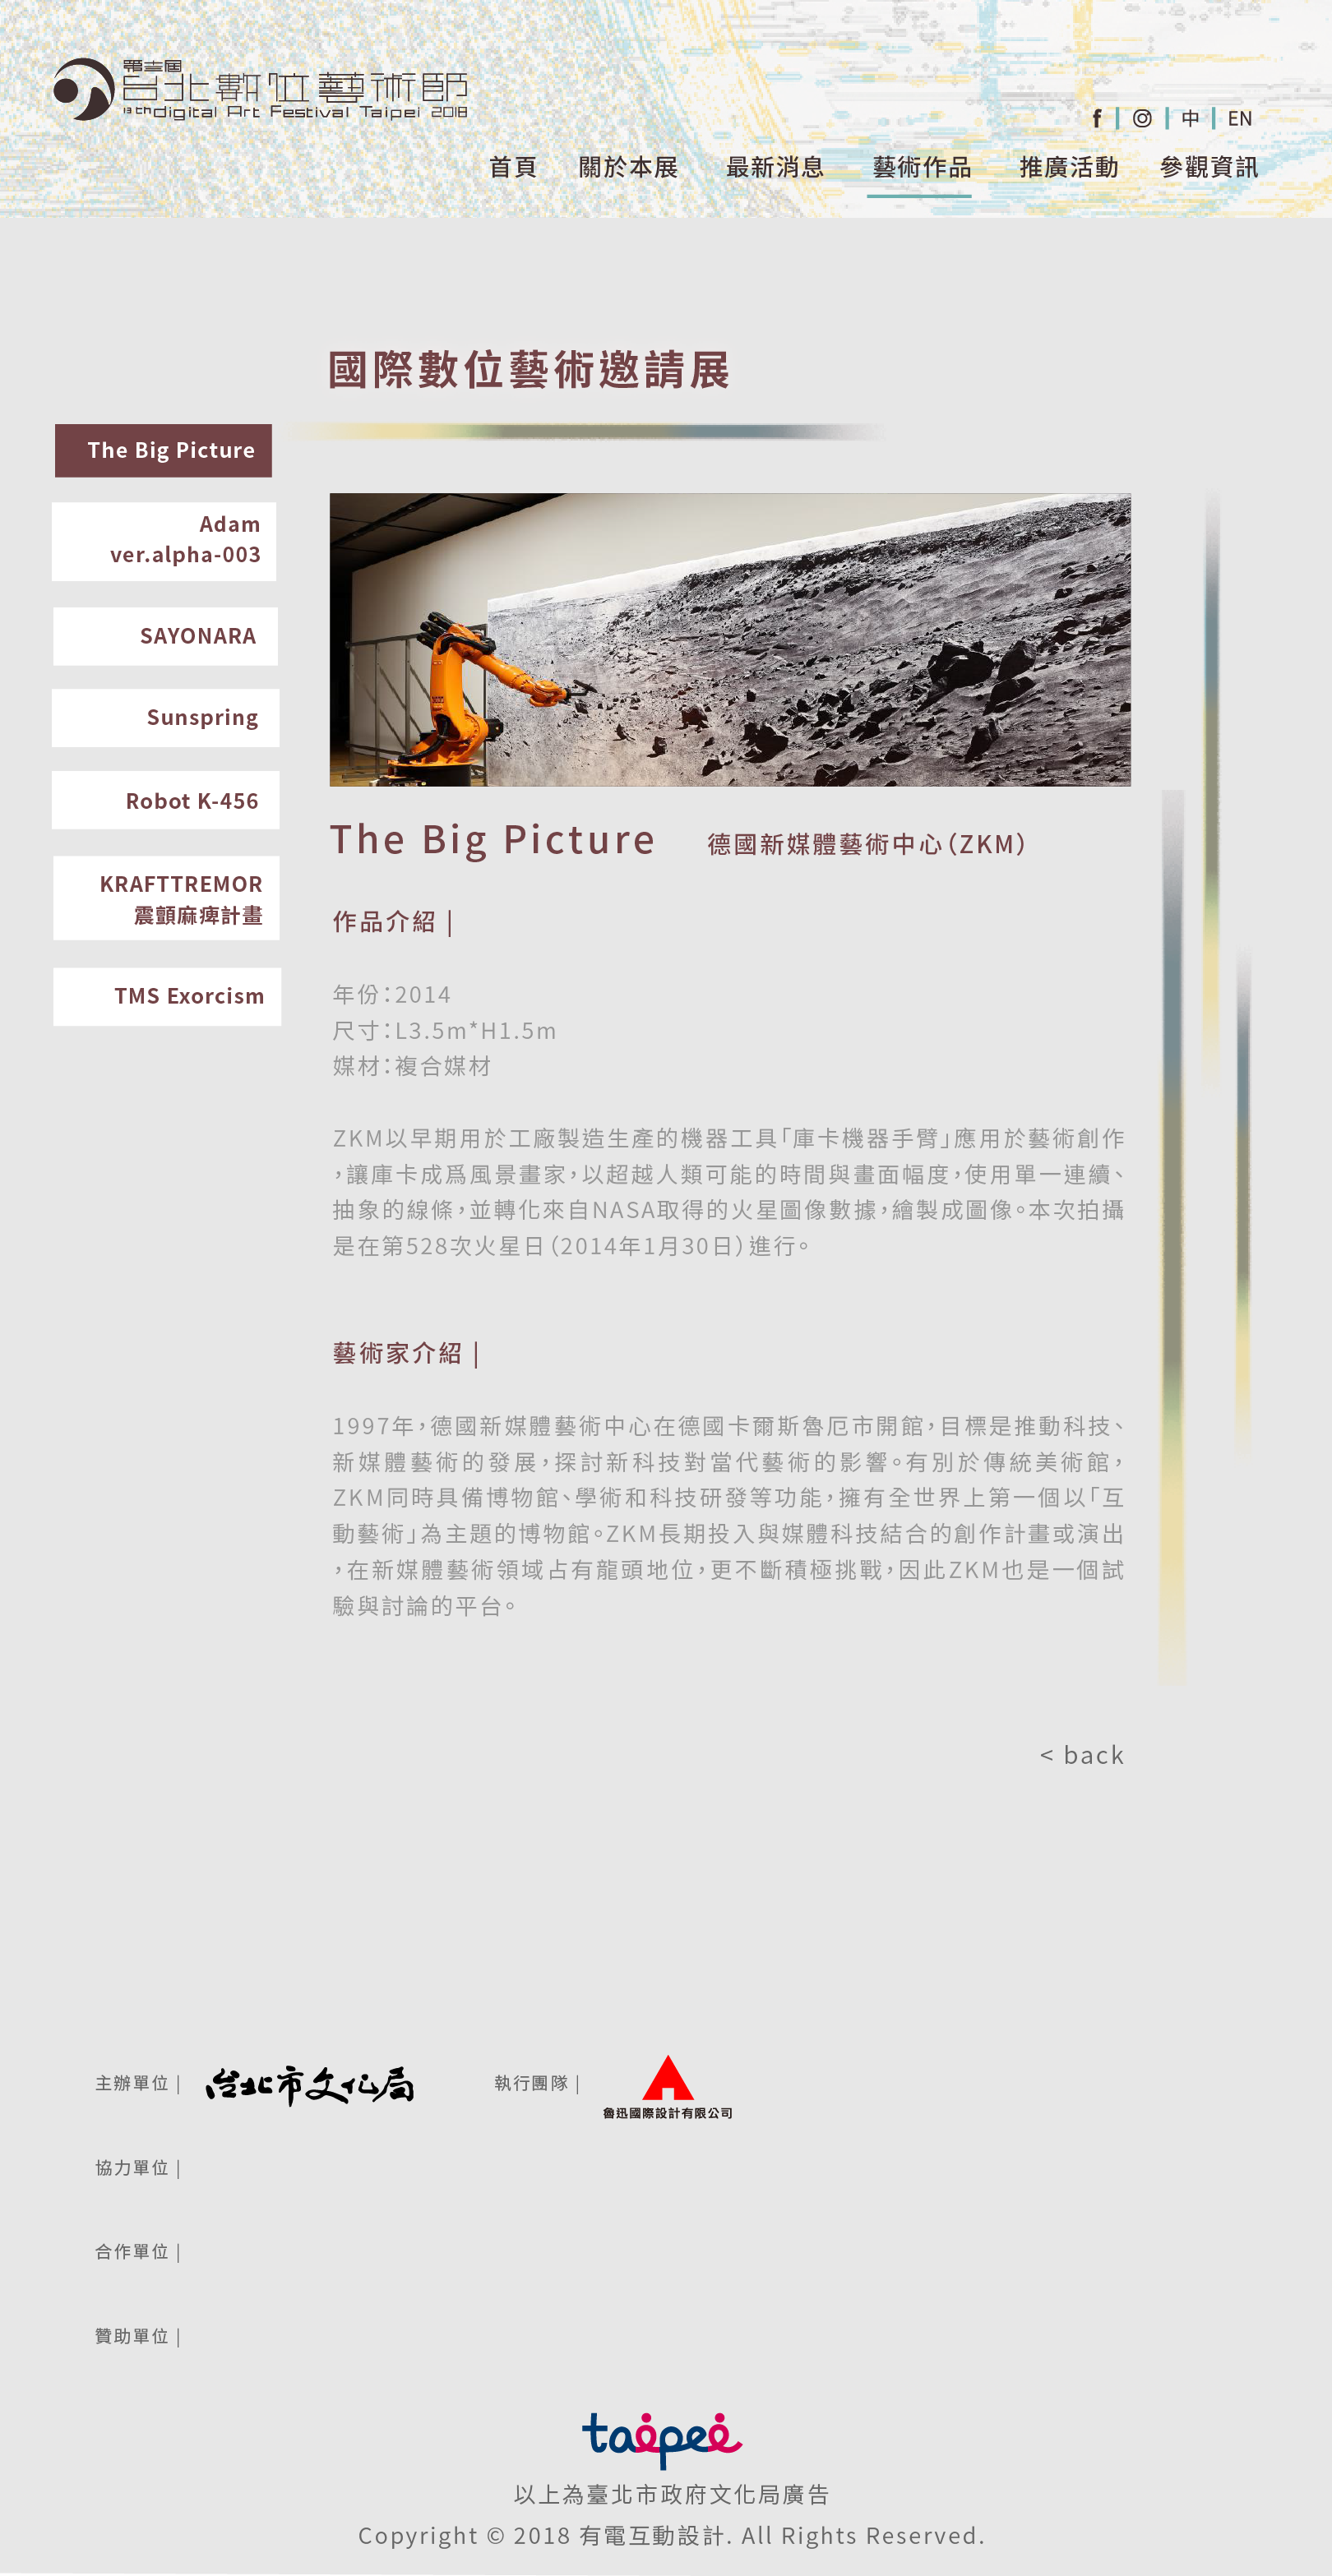 第十三屆
台北數位藝術節
13thdigital Art Festival Taipei 2018
中 EN
首頁 關於本展 最新消息 藝術作品 推廣活動 參觀資訊
國際數位藝術邀請展
The Big Picture
Adam
ver.alpha-003
SAYONARA
Sunspring
Robot K-456
KRAFTTREMOR
震顫麻痺計畫
TMS Exorcism
The Big Picture 德國新媒體藝術中心(ZKM)
作品介紹 |
年份:2014
尺寸:L3.5m*H1.5m
媒材:複合媒材
ZKM以早期用於工廠製造生產的機器工具「庫卡機器手臂」應用於藝術創作
,讓庫卡成爲風景畫家,以超越人類可能的時間與畫面幅度,使用單一連續、
抽象的線條,並轉化來自NASA取得的火星圖像數據,繪製成圖像。本次拍攝
是在第528次火星日(2014年1月30日)進行。
藝術家介紹 |
1997年,德國新媒體藝術中心在德國卡爾斯魯厄市開館,目標是推動科技、
新媒體藝術的發展,探討新科技對當代藝術的影響。有別於傳統美術館,
ZKM同時具備博物館、學術和科技研發等功能,擁有全世界上第一個以「互
動藝術」為主題的博物館。ZKM長期投入與媒體科技結合的創作計畫或演出
,在新媒體藝術領域占有龍頭地位,更不斷積極挑戰,因此ZKM也是一個試
驗與討論的平台。
< back
主辦單位 | 台北市文化局 執行團隊 |
魯迅國際設計有限公司
協力單位 |
合作單位 |
贊助單位 |
taipei
以上為臺北市政府文化局廣告
Copyright © 2018 有電互動設計. All Rights Reserved.